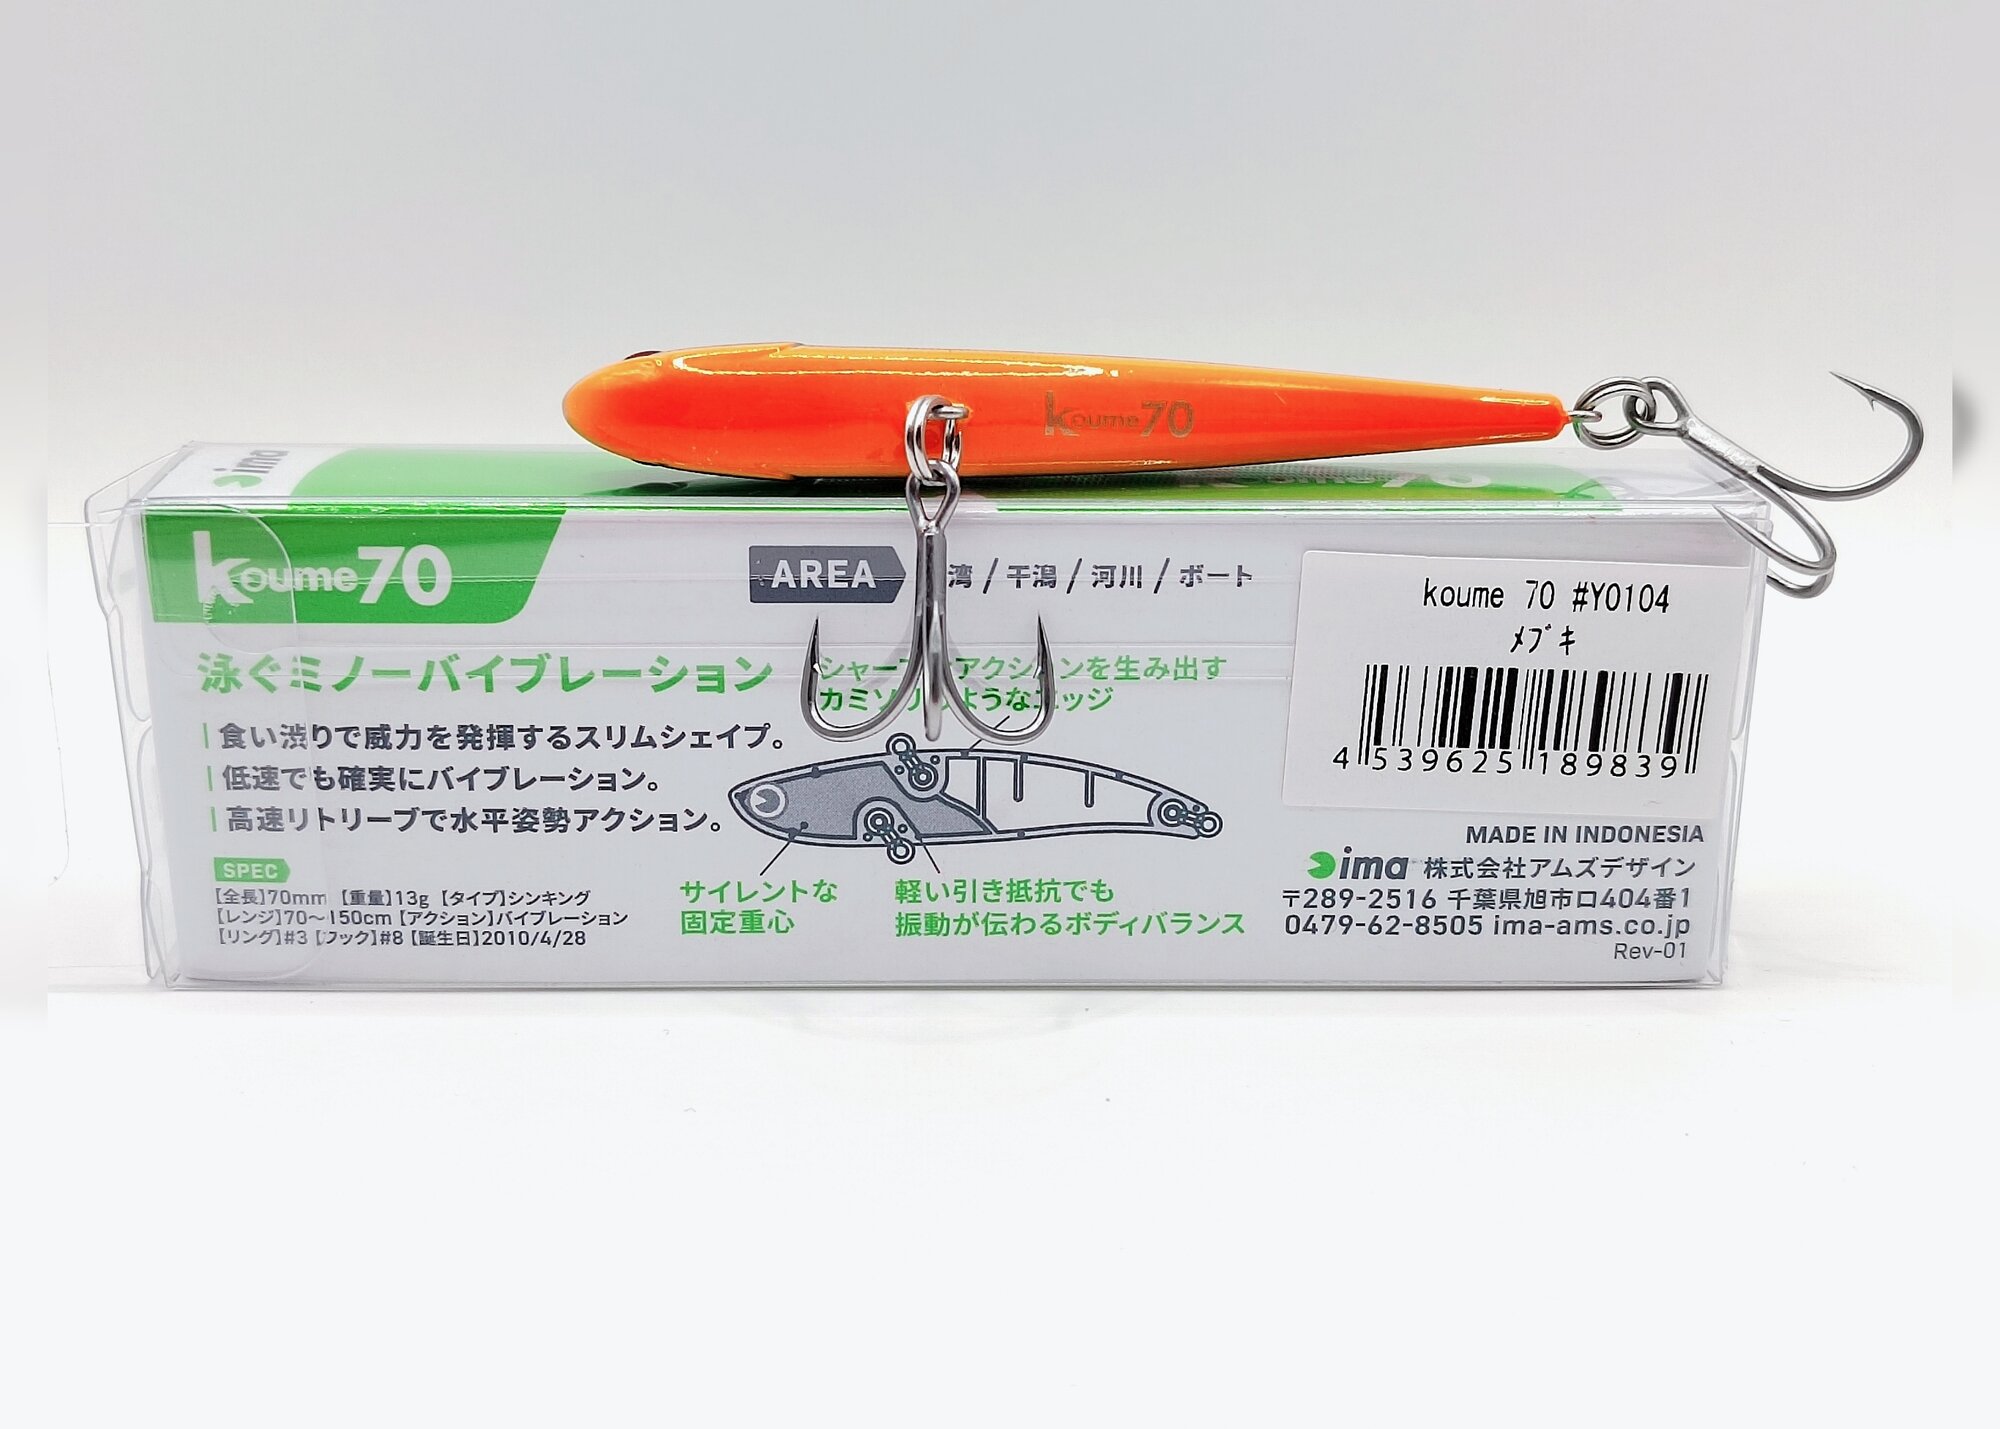 koume70
ima
koume70
AREA 湾 / 干潟 / 河川 / ボート
koume 70 #Y0104
メブキ
4 539625 189839
泳ぐミノーバイブレーション
食い渋りで威力を発揮するスリムシェイプ。
低速でも確実にバイブレーション。
高速リトリーブで水平姿勢アクション。
アクションを生み出す
ようなエッジ
SPEC
【全長】70mm 【重量】13g 【タイプ】シンキング
【レンジ】70〜150cm 【アクション】バイブレーション
【リング】#3 【フック】#8 【誕生日】2010/4/28
サイレントな
固定重心
軽い引き抵抗でも
振動が伝わるボディバランス
MADE IN INDONESIA
ima 株式会社アムズデザイン
〒289-2516 千葉県旭市ロ404番1
0479-62-8505 ima-ams.co.jp
Rev-01